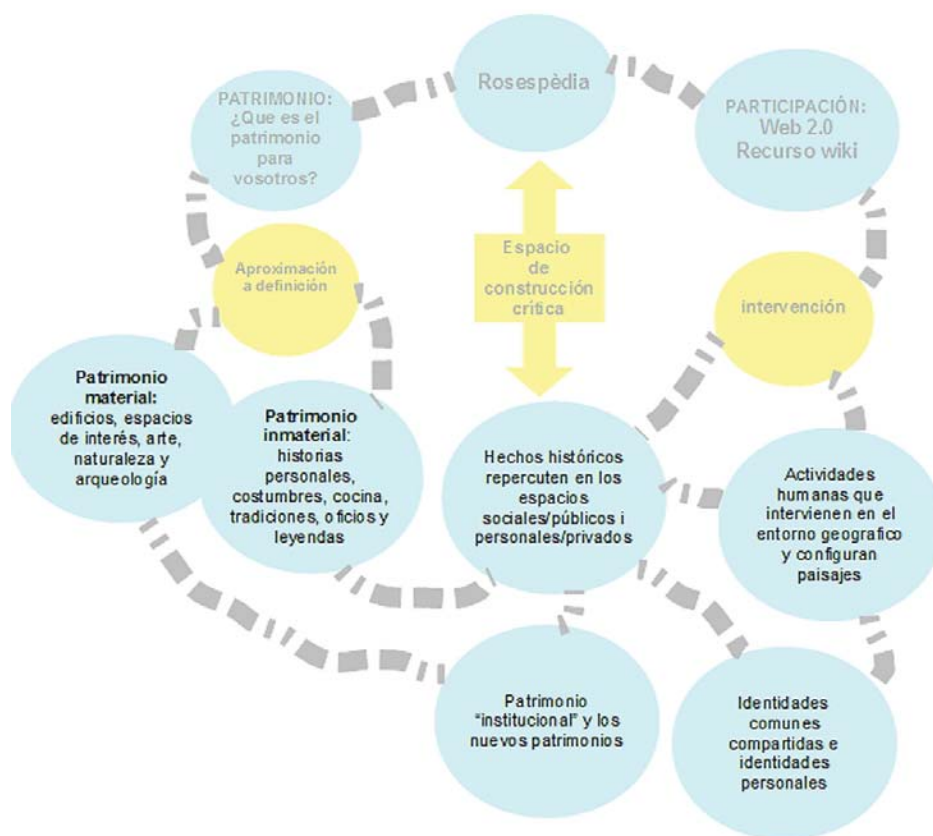 Rosespèdia
PATRIMONIO:
¿Que es el
patrimonio
para
vosotros?
PARTICIPACIÓN:
Web 2.0
Recurso wiki
Aproximación
a definición
Espacio
de
construcción
crítica
intervención
Patrimonio
material:
edificios, espacios
de interés, arte,
naturaleza y
arqueología
Patrimonio
inmaterial:
historias
personales,
costumbres, cocina,
tradiciones, oficios y
leyendas
Hechos históricos
repercuten en los
espacios
sociales/públicos i
personales/privados
Actividades
humanas que
intervienen en el
entorno geografico
y configuran
paisajes
Patrimonio
“institucional” y los
nuevos patrimonios
Identidades
comunes
compartidas e
identidades
personales